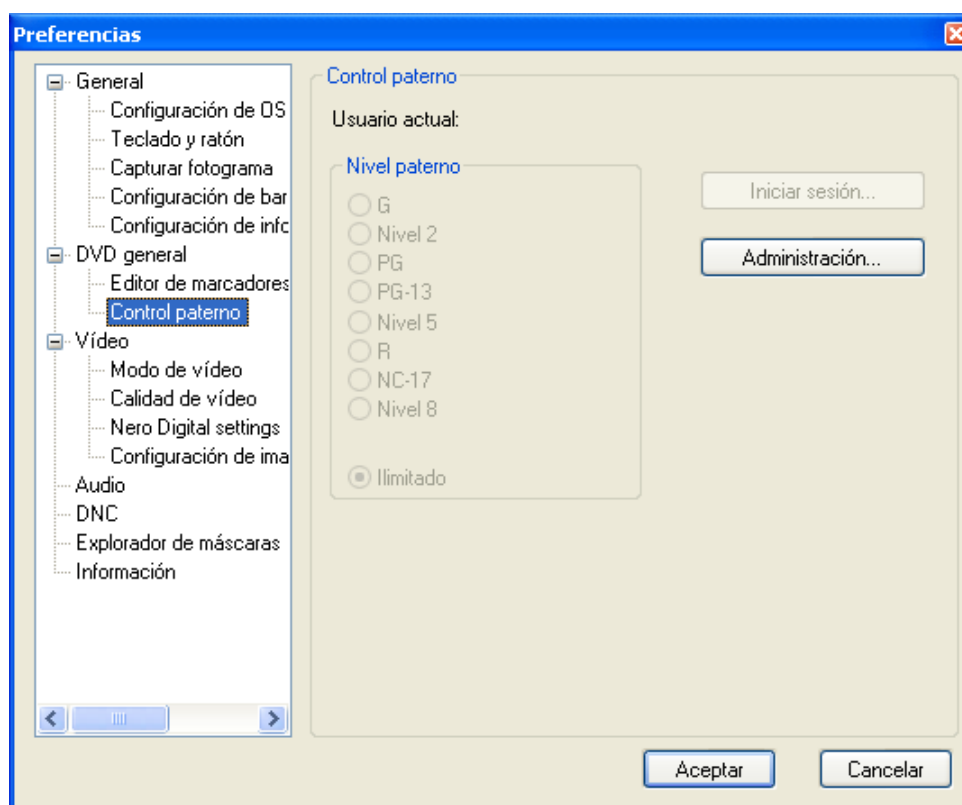 Preferencias
General
Configuración de OS
Teclado y ratón
Capturar fotograma
Configuración de bar
Configuración de info
DVD general
Editor de marcadores
Control paterno
Vídeo
Modo de vídeo
Calidad de vídeo
Nero Digital settings
Configuración de ima
Audio
DNC
Explorador de máscaras
Información
Control paterno
Usuario actual:
Nivel paterno
G
Nivel 2
PG
PG-13
Nivel 5
R
NC-17
Nivel 8
Ilimitado
Iniciar sesión...
Administración...
Aceptar
Cancelar